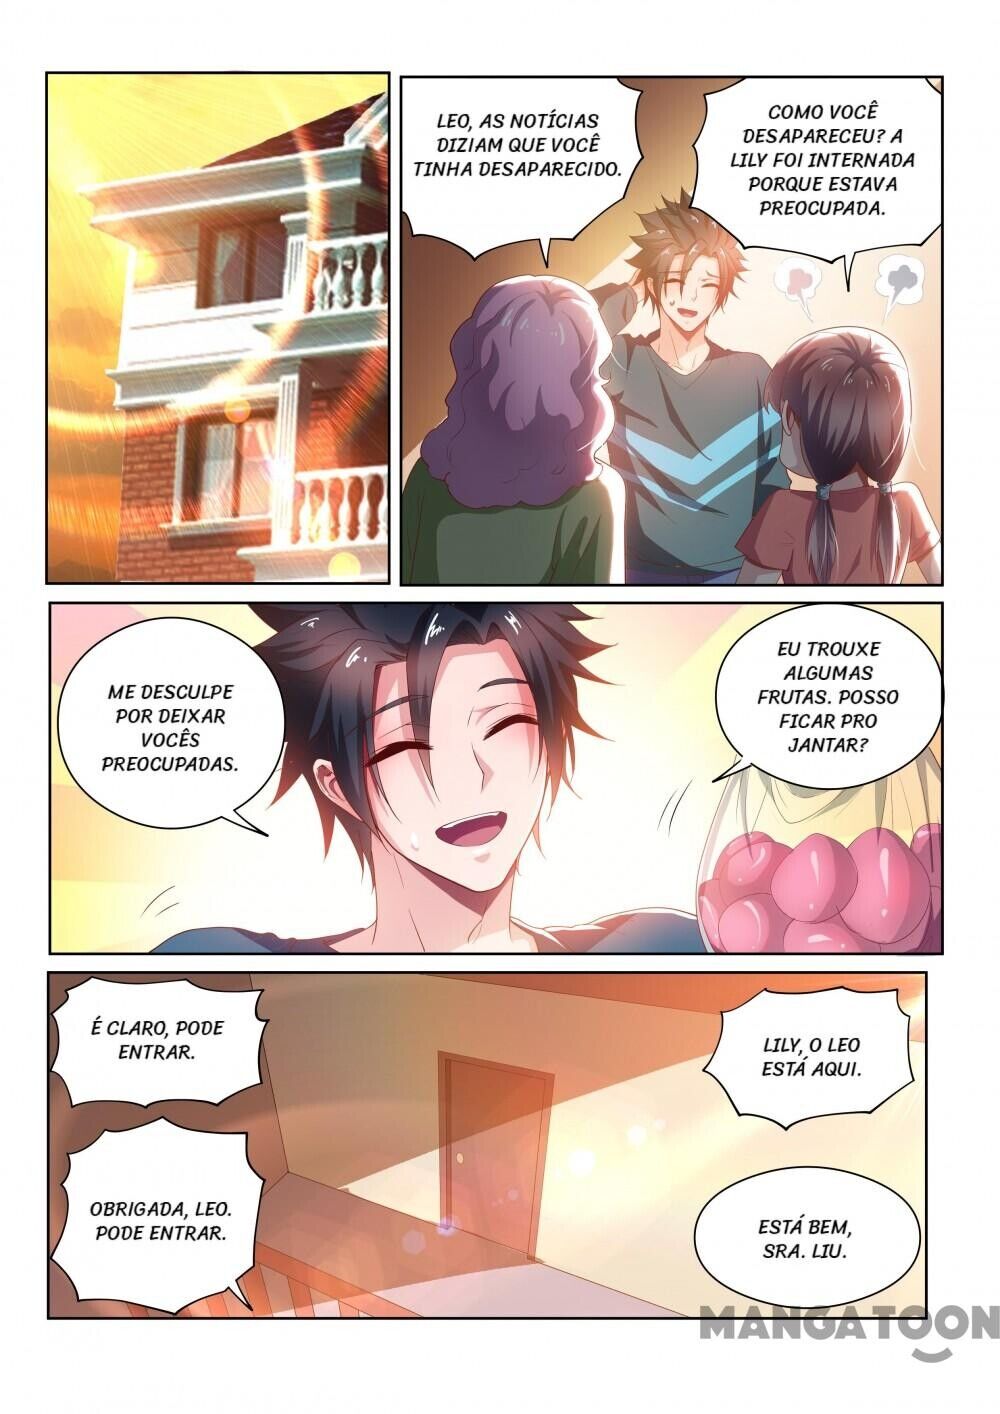 LEO, AS NOTÍCIAS
DIZIAM QUE VOCÊ
TINHA DESAPARECIDO.
COMO VOCÊ
DESAPARECEU? A
LILY FOI INTERNADA
PORQUE ESTAVA
PREOCUPADA.
ME DESCULPE
POR DEIXAR
VOCÊS
PREOCUPADAS.
EU TROUXE
ALGUMAS
FRUTAS. POSSO
FICAR PRO
JANTAR?
É CLARO, PODE
ENTRAR.
LILY, O LEO
ESTÁ AQUI.
OBRIGADA, LEO.
PODE ENTRAR.
ESTÁ BEM,
SRA. LIU.
MANGATOON